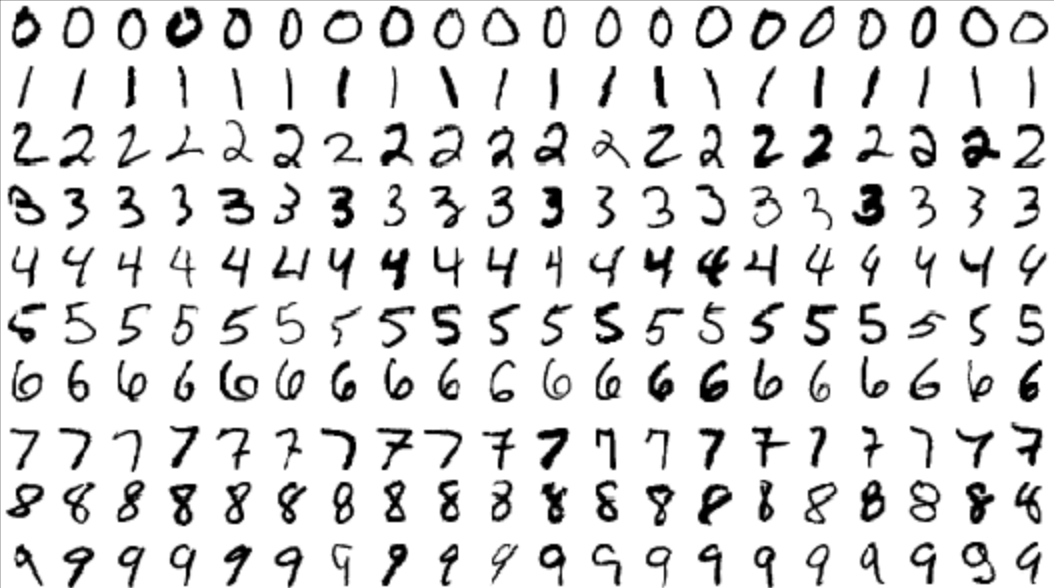 0 0 0 0 0 0 0 0 0 0 0 0 0 0 0 0 0 0 0 0
1 1 1 1 1 1 1 1 1 1 1 1 1 1 1 1 1 1 1 1
2 2 2 2 2 2 2 2 2 2 2 2 2 2 2 2 2 2 2 2
3 3 3 3 3 3 3 3 3 3 3 3 3 3 3 3 3 3 3 3
4 4 4 4 4 4 4 4 4 4 4 4 4 4 4 4 4 4 4 4
5 5 5 5 5 5 5 5 5 5 5 5 5 5 5 5 5 5 5 5
6 6 6 6 6 6 6 6 6 6 6 6 6 6 6 6 6 6 6 6
7 7 7 7 7 7 7 7 7 7 7 7 7 7 7 7 7 7 7 7
8 8 8 8 8 8 8 8 8 8 8 8 8 8 8 8 8 8 8 8
9 9 9 9 9 9 9 9 9 9 9 9 9 9 9 9 9 9 9 9